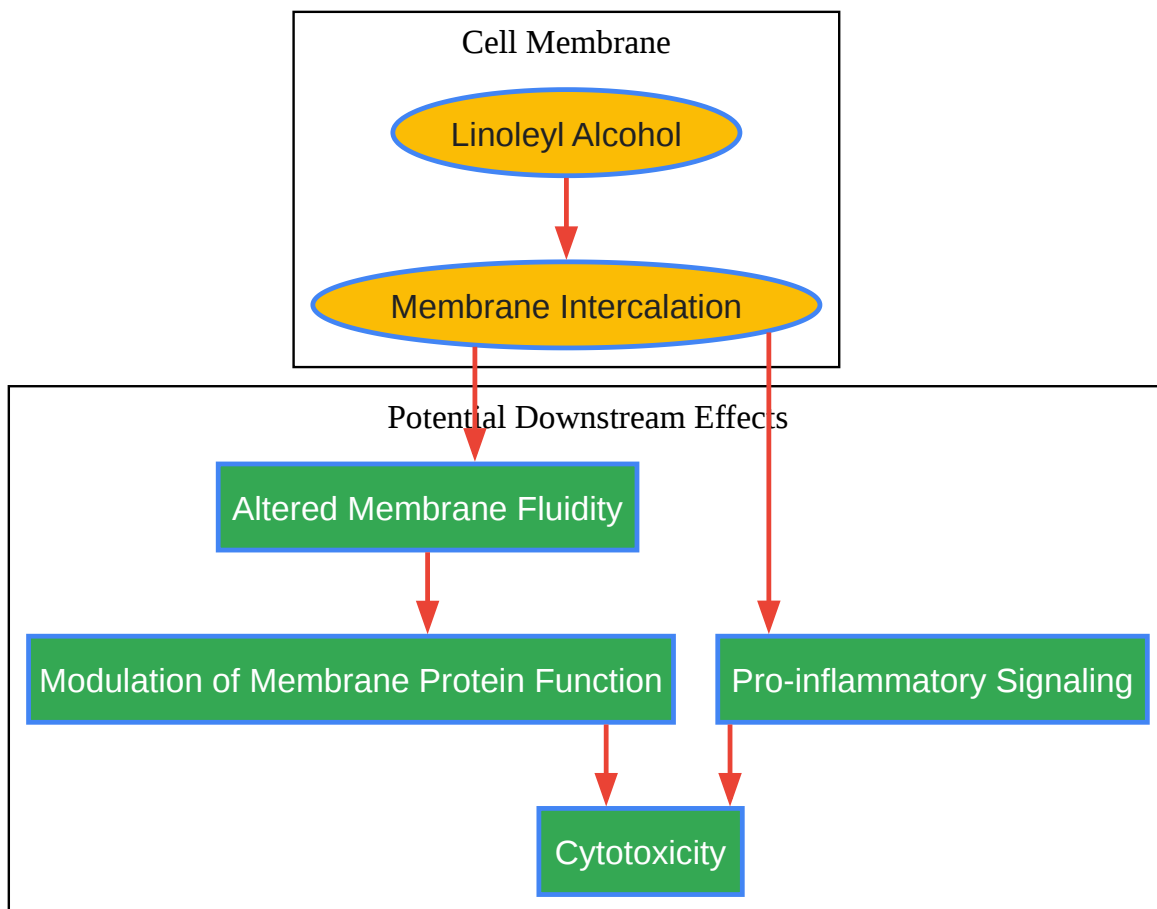 Cell Membrane
Linoleyl Alcohol
Membrane Intercalation
Potential Downstream Effects
Altered Membrane Fluidity
Modulation of Membrane Protein Function
Pro-inflammatory Signaling
Cytotoxicity